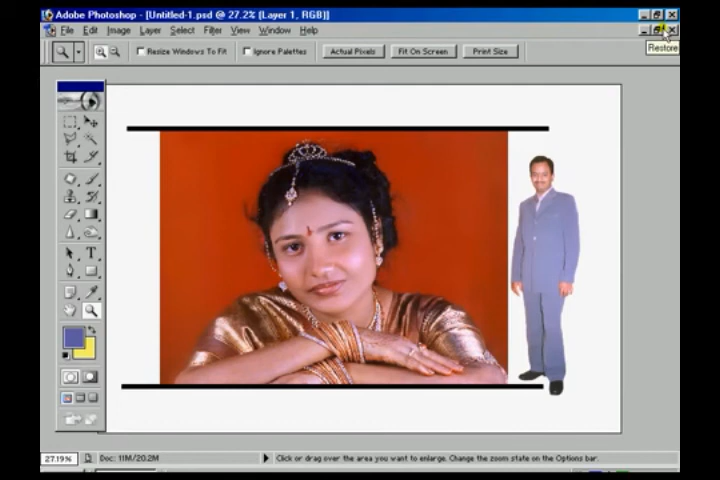 Adobe Photoshop - [Untitled-1.psd @ 27.2% (Layer 1, RGB)]
File Edit Image Layer Select Filter View Window Help
Restore
Resize Windows To Fit Ignore Palettes Actual Pixels Fit On Screen Print Size
T
27.19% Doc: 11M/20.2M Click or drag over the area you want to enlarge. Change the zoom state on the Options bar.